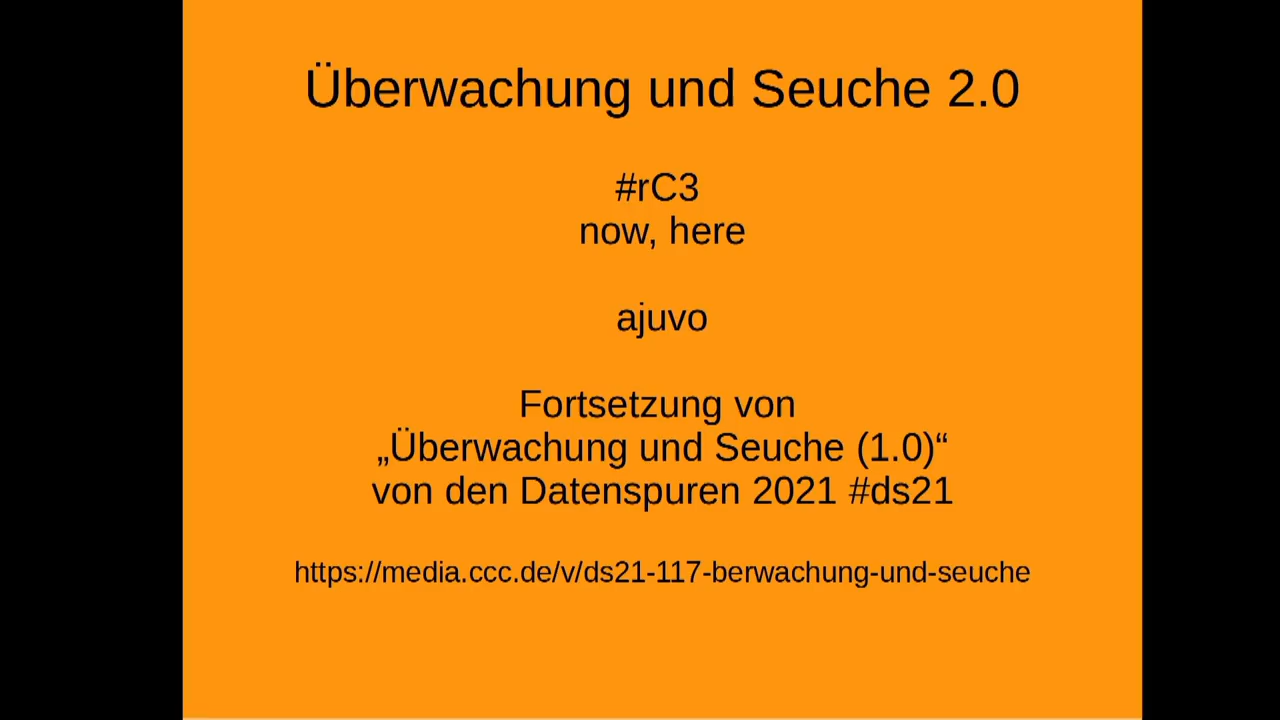 Überwachung und Seuche 2.0
#rC3
now, here
ajuvo
Fortsetzung von
„Überwachung und Seuche (1.0)“
von den Datenspuren 2021 #ds21
https://media.ccc.de/v/ds21-117-berwachung-und-seuche